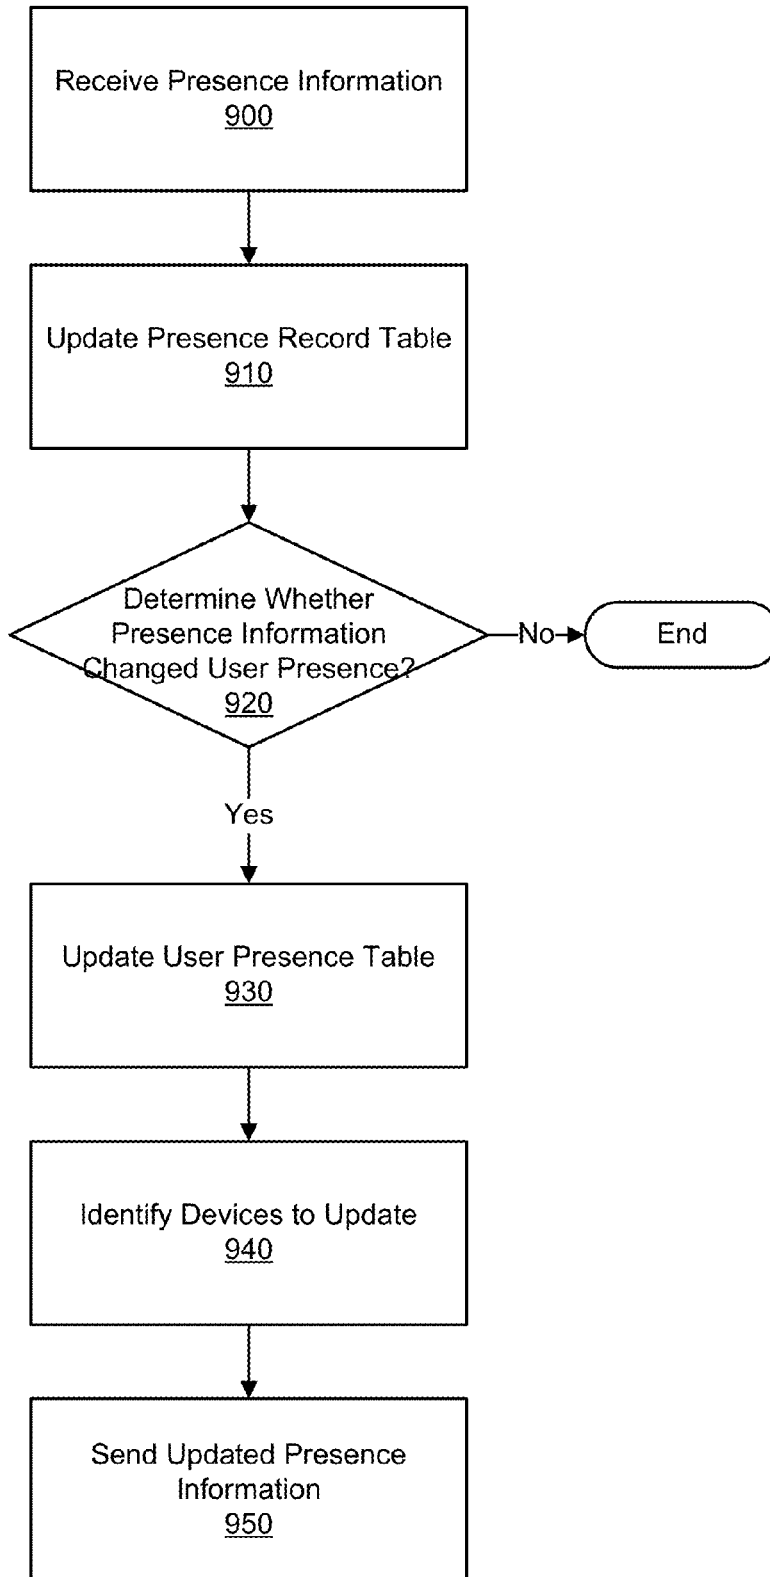 Receive Presence Information
900
Update Presence Record Table
910
Determine Whether
Presence Information
Changed User Presence?
920
No
End
Yes
Update User Presence Table
930
Identify Devices to Update
940
Send Updated Presence
Information
950